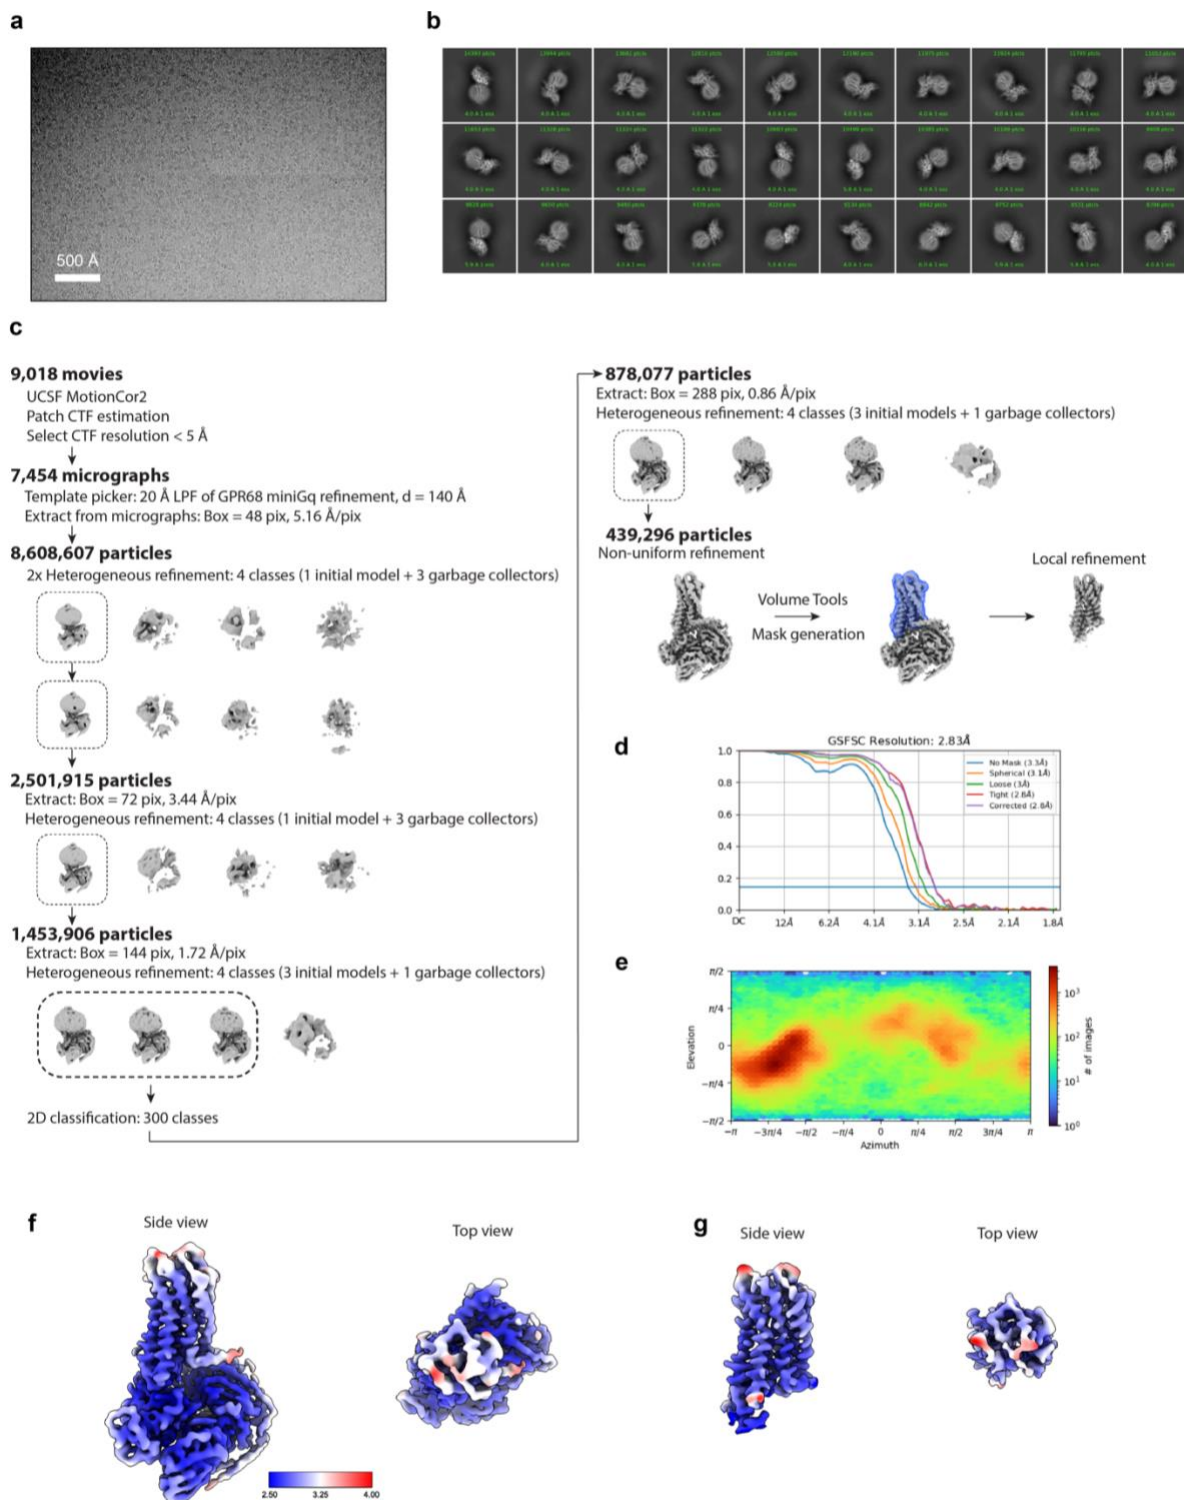 a
500 Å
b
c
9,018 movies
UCSF MotionCor2
Patch CTF estimation
Select CTF resolution < 5 Å
7,454 micrographs
Template picker: 20 Å LPF of GPR68 miniGq refinement, d = 140 Å
Extract from micrographs: Box = 48 pix, 5.16 Å/pix
8,608,607 particles
2x Heterogeneous refinement: 4 classes (1 initial model + 3 garbage collectors)
2,501,915 particles
Extract: Box = 72 pix, 3.44 Å/pix
Heterogeneous refinement: 4 classes (1 initial model + 3 garbage collectors)
1,453,906 particles
Extract: Box = 144 pix, 1.72 Å/pix
Heterogeneous refinement: 4 classes (3 initial models + 1 garbage collectors)
2D classification: 300 classes
878,077 particles
Extract: Box = 288 pix, 0.86 Å/pix
Heterogeneous refinement: 4 classes (3 initial models + 1 garbage collectors)
439,296 particles
Non-uniform refinement
Volume Tools
Mask generation
Local refinement
d
GSFSC Resolution: 2.83Å
No Mask (3.3Å)
Spherical (3.1Å)
Loose (3Å)
Tight (2.8Å)
Corrected (2.8Å)
1.0
0.8
0.6
0.4
0.2
0.0
DC 12Å 6.2Å 4.1Å 3.1Å 2.5Å 2.1Å 1.8Å
e
π/2
π/4
0
−π/4
−π/2
Elevation
−π −3π/4 −π/2 −π/4 0 π/4 π/2 3π/4 π
Azimuth
10³
10²
10¹
10⁰
# of images
f
Side view
Top view
2.50 3.25 4.00
g
Side view
Top view